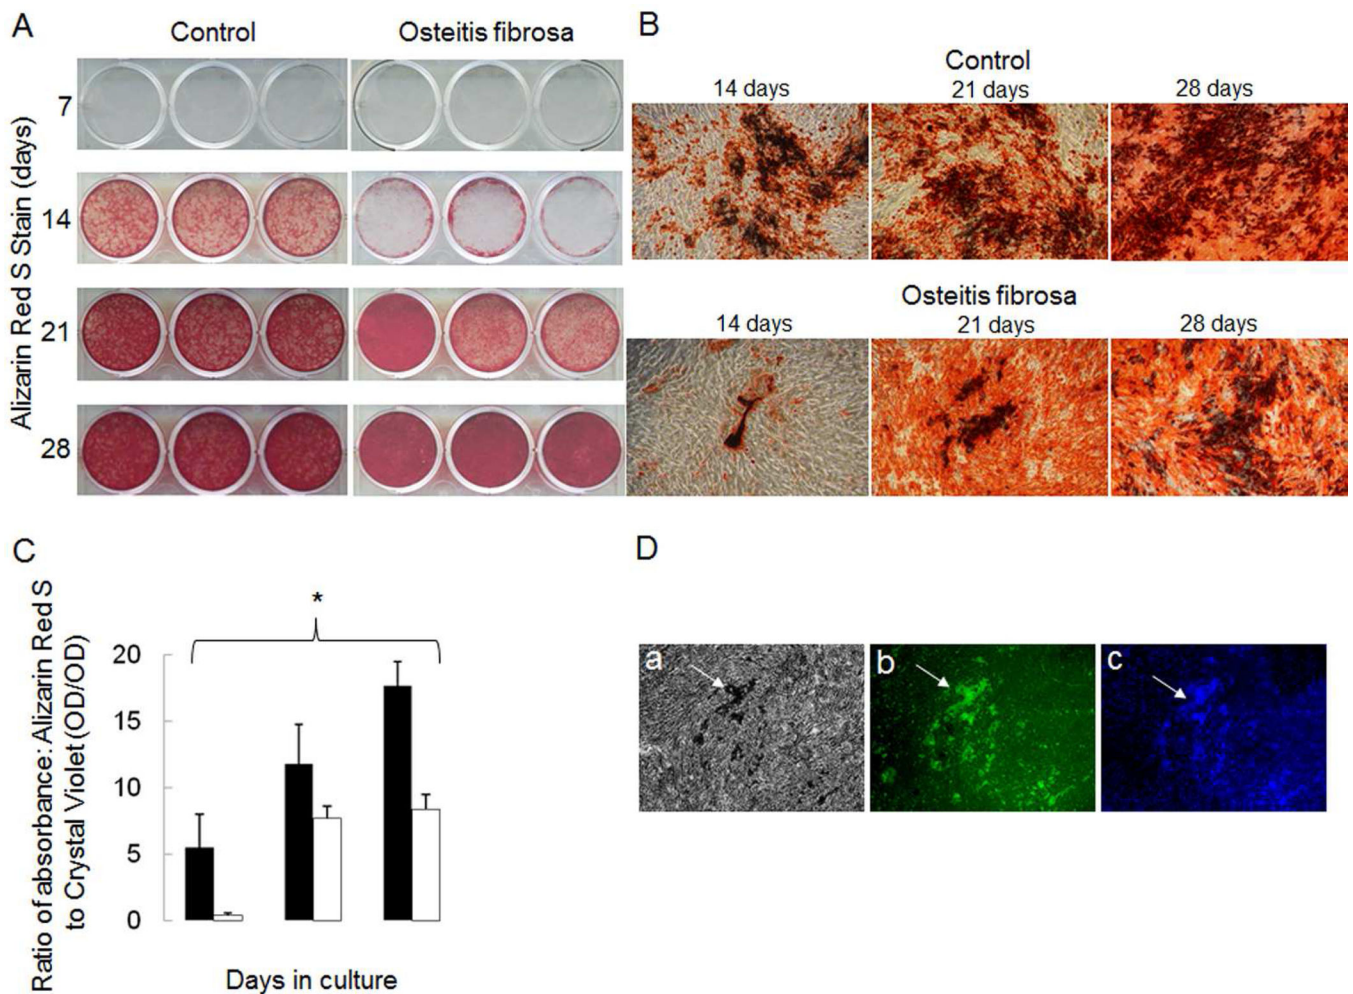 A
Control
Osteitis fibrosa
Alizarin Red S Stain (days)
7
14
21
28
B
Control
14 days
21 days
28 days
Osteitis fibrosa
14 days
21 days
28 days
C
Ratio of absorbance: Alizarin Red S
to Crystal Violet (OD/OD)
*
20
15
10
5
0
Days in culture
D
a
b
c